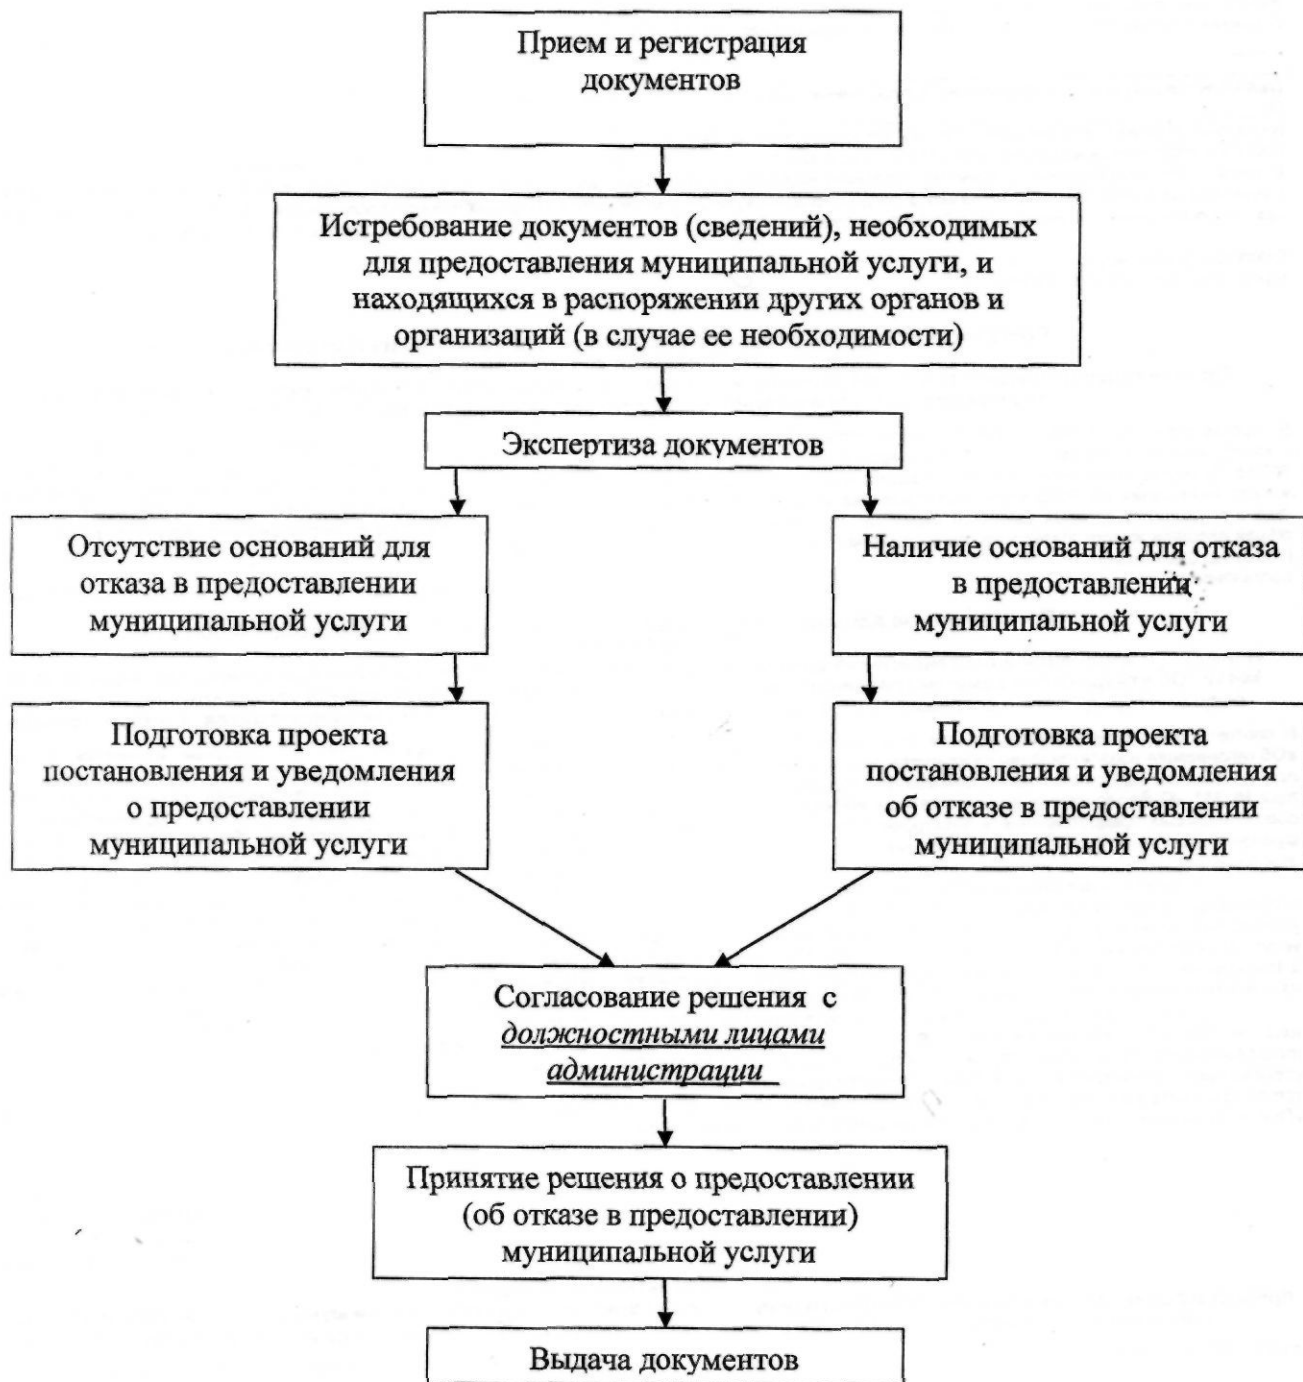 Прием и регистрация
документов
Истребование документов (сведений), необходимых
для предоставления муниципальной услуги, и
находящихся в распоряжении других органов и
организаций (в случае ее необходимости)
Экспертиза документов
Отсутствие оснований для
отказа в предоставлении
муниципальной услуги
Наличие оснований для отказа
в предоставлении
муниципальной услуги
Подготовка проекта
постановления и уведомления
о предоставлении
муниципальной услуги
Подготовка проекта
постановления и уведомления
об отказе в предоставлении
муниципальной услуги
Согласование решения с
должностными лицами
администрации
Принятие решения о предоставлении
(об отказе в предоставлении)
муниципальной услуги
Выдача документов